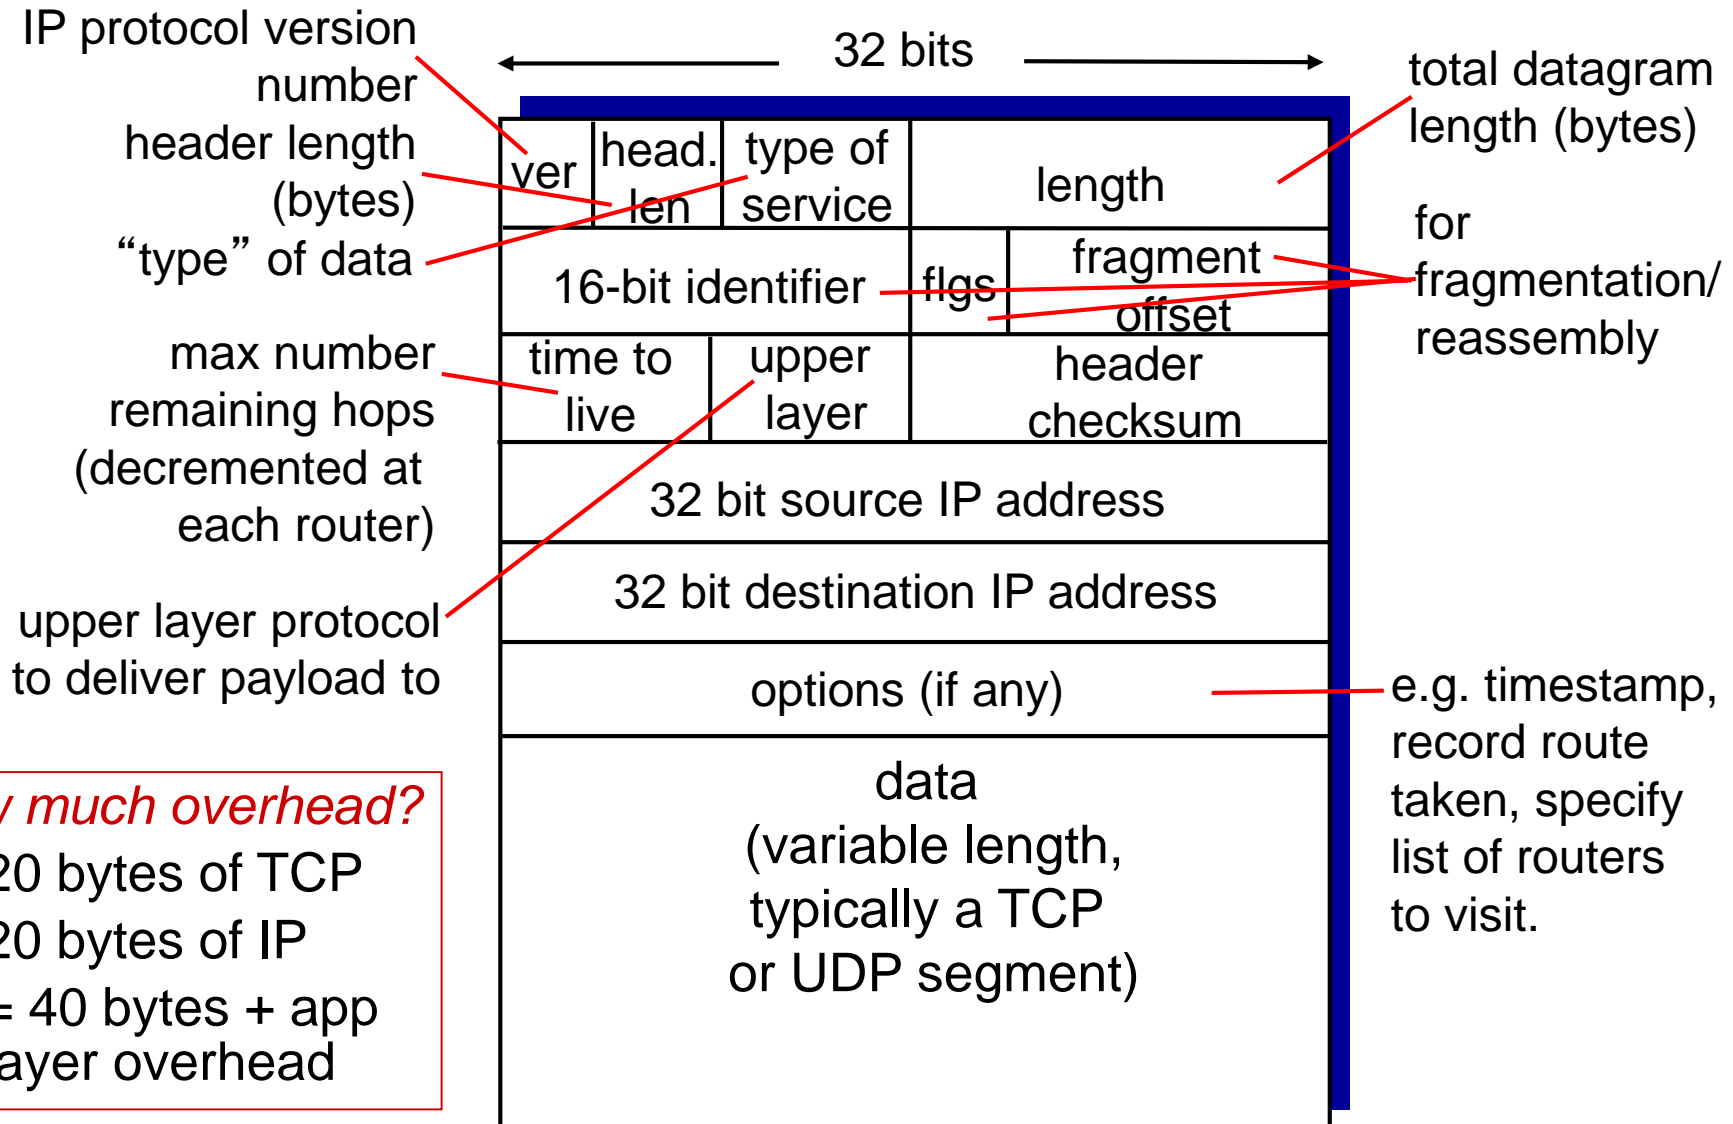 IP protocol version
number
header length
(bytes)
“type” of data
max number
remaining hops
(decremented at
each router)
upper layer protocol
to deliver payload to
much overhead?
20 bytes of TCP
20 bytes of IP
= 40 bytes + app
overhead
32 bits
ver
head.
len
type of
service
length
16-bit identifier
flgs
fragment
offset
time to
live
upper
layer
header
checksum
32 bit source IP address
32 bit destination IP address
options (if any)
data
(variable length,
typically a TCP
or UDP segment)
total datagram
length (bytes)
for
fragmentation/
reassembly
e.g. timestamp,
record route
taken, specify
list of routers
to visit.